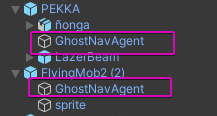 PEKKA
ñonga
GhostNavAgent
LazerBeam
FlyingMob2 (2)
GhostNavAgent
sprite